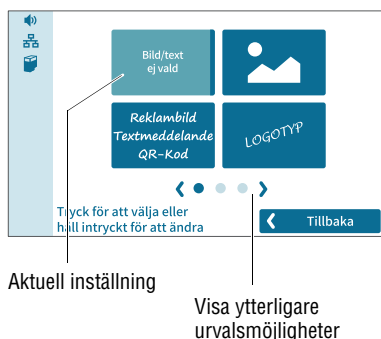 Bild/text
ej vald
Reklambild
Textmeddelande
QR-Kod
LOGOTYP
Tryck för att välja eller
håll intryckt för att ändra
Tillbaka
Aktuell inställning
Visa ytterligare
urvalsmöjligheter